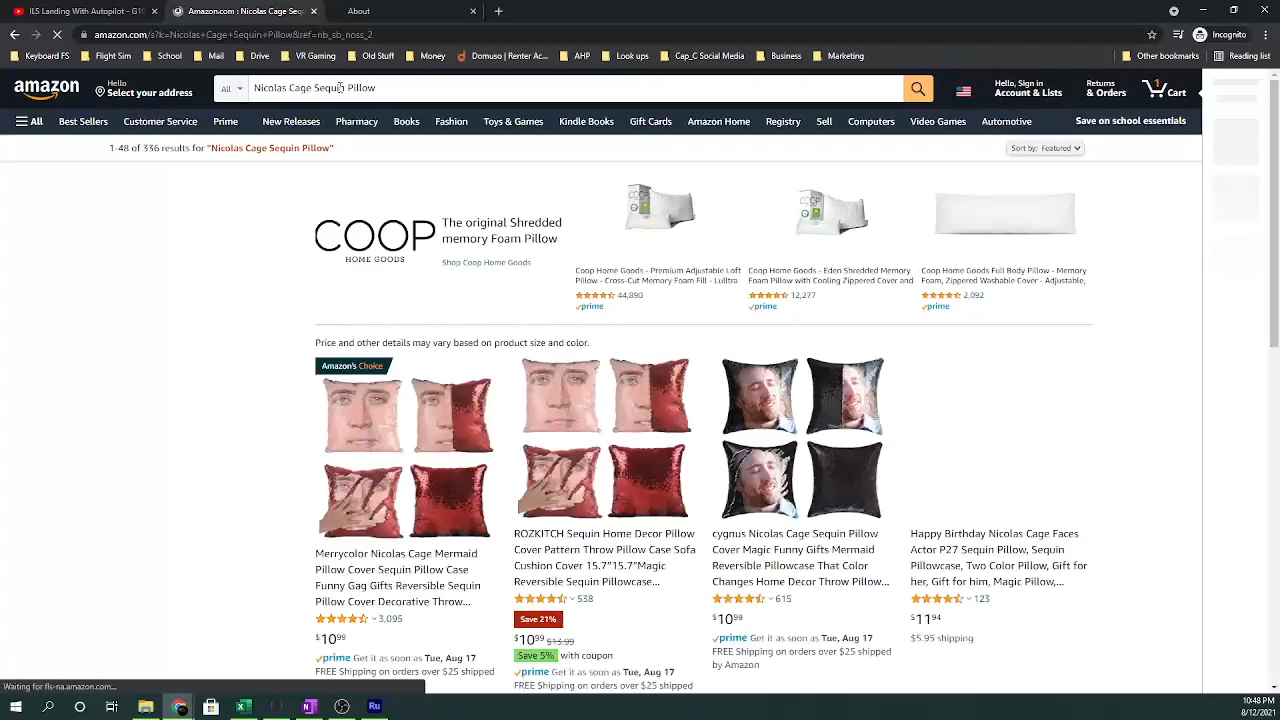 ILS Landing With Autopilot - G10
Amazon.com : Nicolas Cage Seq
About
amazon.com/s?k=Nicolas+Cage+Sequin+Pillow&ref=nb_sb_noss_2
Incognito
Keyboard FS
Flight Sim
School
Mail
Drive
VR Gaming
Old Stuff
Money
Domuso | Renter Ac...
AHP
Look ups
Cap_C Social Media
Business
Marketing
Other bookmarks
Reading list
amazon
Hello
Select your address
All
Nicolas Cage Sequin Pillow
Hello, Sign in
Account & Lists
Returns
& Orders
1
Cart
All
Best Sellers
Prime
New Releases
Pharmacy
Books
Fashion
Toys & Games
Kindle Books
Gift Cards
Amazon Home
Registry
Sell
Computers
Video Games
Automotive
Save on school essentials
1-48 of 336 results for "Nicolas Cage Sequin Pillow"
Sort by: Featured
COOP
HOME GOODS
The original Shredded
memory Foam Pillow
Shop Coop Home Goods
Coop Home Goods - Premium Adjustable Loft
Pillow - Cross-Cut Memory Foam Fill - Lulltra
44,890
prime
Coop Home Goods - Eden Shredded Memory
Foam Pillow with Cooling Zippered Cover and
12,277
prime
Coop Home Goods Full Body Pillow - Memory
Foam, Zippered Washable Cover - Adjustable,
2,092
prime
Price and other details may vary based on product size and color.
Amazon's Choice
Merrycolor Nicolas Cage Mermaid
Pillow Cover Sequin Pillow Case
Funny Gag Gifts Reversible Sequin
Pillow Cover Decorative Throw...
3,095
$1099
prime Get it as soon as Tue, Aug 17
FREE Shipping on orders over $25 shipped
ROZKITCH Sequin Home Decor Pillow
Cover Pattern Throw Pillow Case Sofa
Cushion Cover 15.7"15.7"Magic
Reversible Sequin Pillowcase...
538
Save 21%
$1099 $13.99
Save 5% with coupon
prime Get it as soon as Tue, Aug 17
FREE Shipping on orders over $25 shipped
cygnus Nicolas Cage Sequin Pillow
Cover Magic Funny Gifts Mermaid
Reversible Pillowcase That Color
Changes Home Decor Throw Pillow...
615
$1099
prime Get it as soon as Tue, Aug 17
FREE Shipping on orders over $25 shipped
by Amazon
Happy Birthday Nicolas Cage Faces
Actor P27 Sequin Pillow, Sequin
Pillowcase, Two Color Pillow, Gift for
her, Gift for him, Magic Pillow,...
123
$1194
$5.95 shipping
Waiting for fls-na.amazon.com...
Ru
10:48 PM
8/12/2021